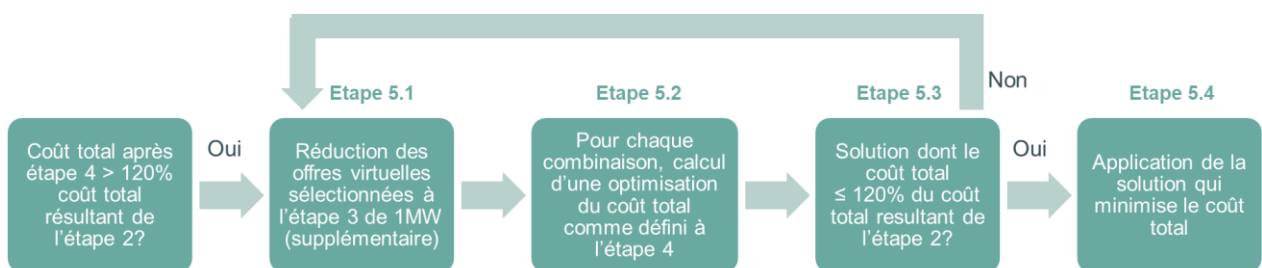 Non
Etape 5.1
Etape 5.2
Etape 5.3
Etape 5.4
Coût total après
étape 4 > 120%
coût total
résultant de
l'étape 2?
Oui
Réduction des
offres virtuelles
sélectionnées à
l'étape 3 de 1MW
(supplémentaire)
Pour chaque
combinaison, calcul
d'une optimisation
du coût total
comme défini à
l'étape 4
Solution dont le
coût total
≤ 120% du coût
total resultant de
l'étape 2?
Oui
Application de la
solution qui
minimise le coût
total